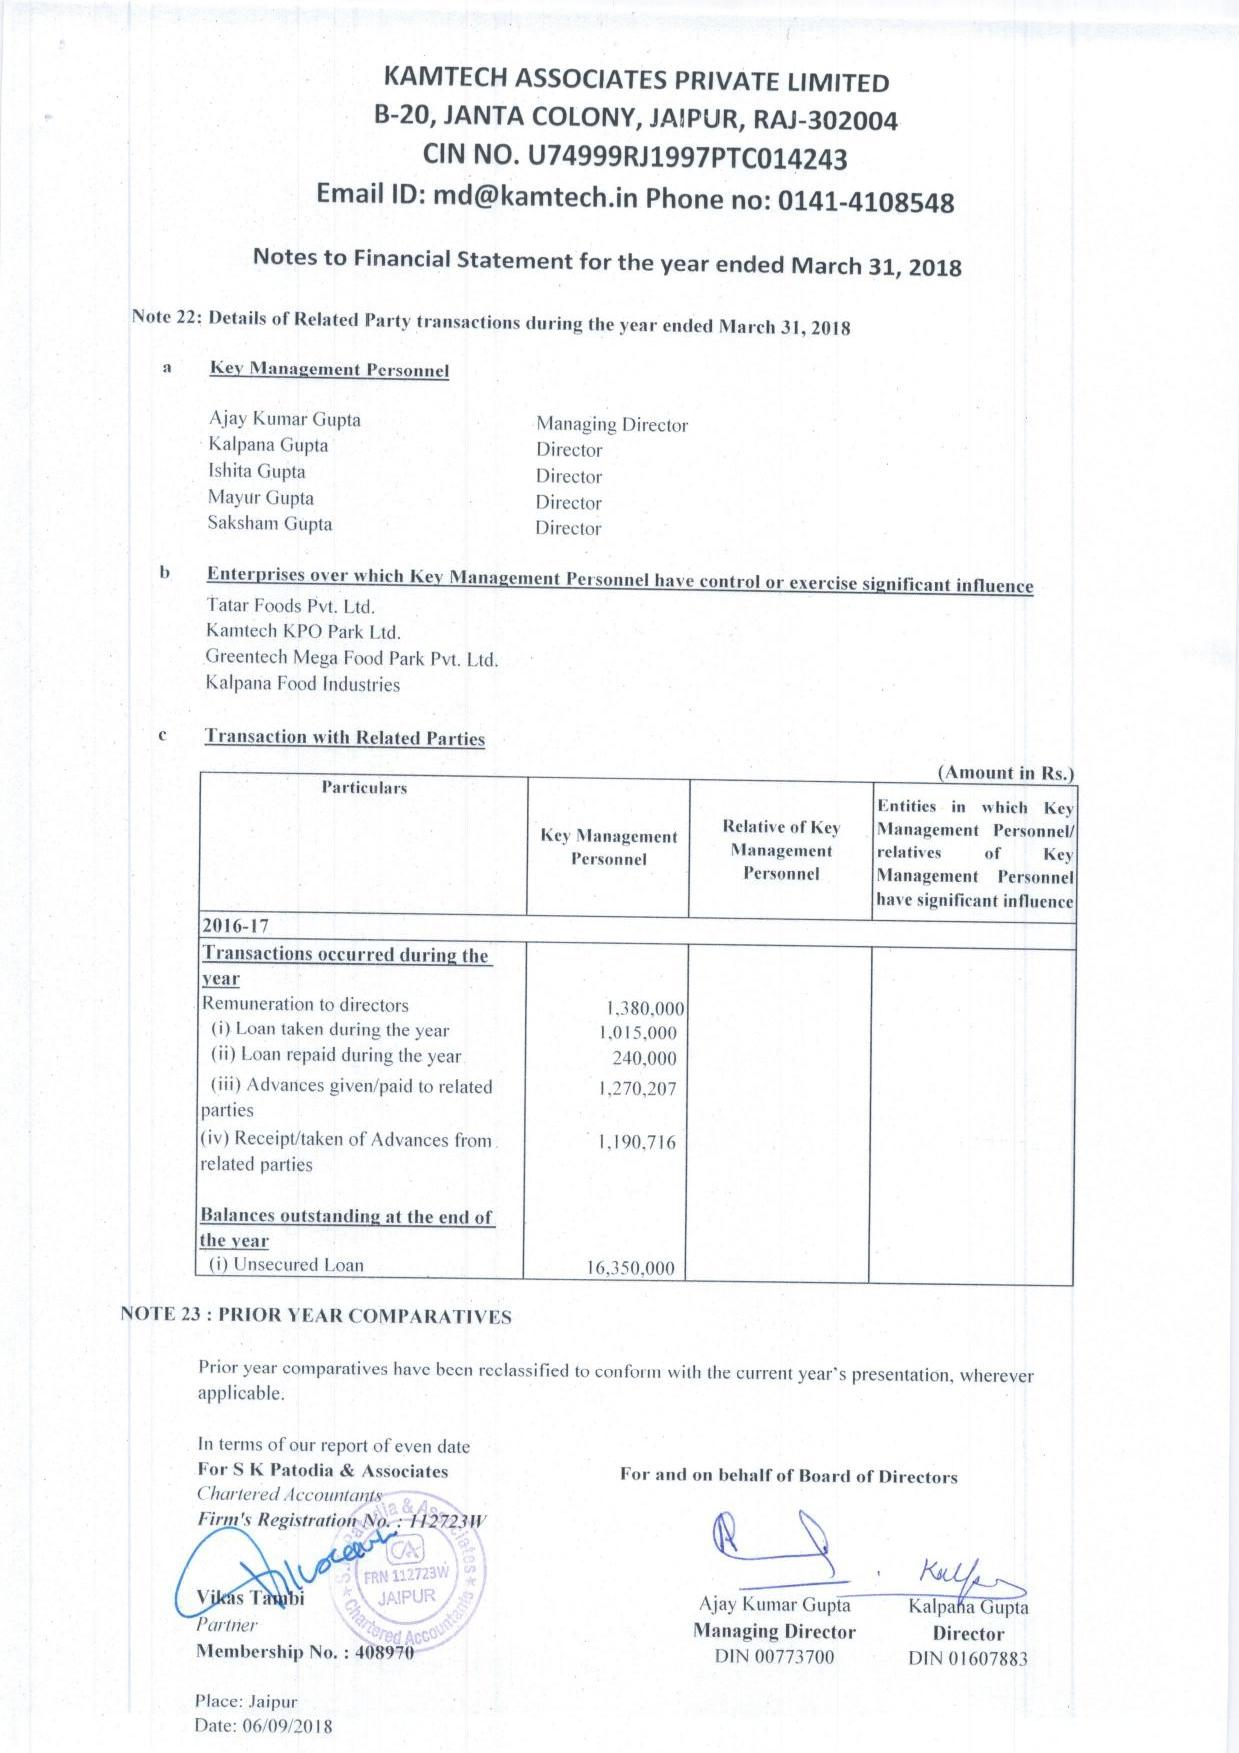 KAMTECH ASSOCIATES PRIVATE LIMITED
B-20, JANTA COLONY, JAIPUR, RAJ-302004
CIN NO. U74999RJ1997PTC014243
Email ID: md@kamtech.in Phone no: 0141-4108548
Notes to Financial Statement for the year ended March 31, 2018
Note 22: Details of Related Party transactions during the year ended March 31, 2018
a Key Management Personnel
Ajay Kumar Gupta Managing Director
Kalpana Gupta Director
Ishita Gupta Director
Mayur Gupta Director
Saksham Gupta Director
b Enterprises over which Key Management Personnel have control or exercise significant influence
Tatar Foods Pvt. Ltd.
Kamtech KPO Park Ltd.
Greentech Mega Food Park Pvt. Ltd.
Kalpana Food Industries
c Transaction with Related Parties
(Amount in Rs.)
Particulars
Key Management
Personnel
Relative of Key
Management
Personnel
Entities in which Key
Management Personnel/
relatives of Key
Management Personnel
have significant influence
2016-17
Transactions occurred during the
year
Remuneration to directors 1,380,000
(i) Loan taken during the year 1,015,000
(ii) Loan repaid during the year 240,000
(iii) Advances given/paid to related 1,270,207
parties
(iv) Receipt/taken of Advances from 1,190,716
related parties
Balances outstanding at the end of
the year
(i) Unsecured Loan 16,350,000
NOTE 23 : PRIOR YEAR COMPARATIVES
Prior year comparatives have been reclassified to conform with the current year's presentation, wherever
applicable.
In terms of our report of even date
For S K Patodia & Associates
Chartered Accountants
Firm's Registration No. : 112723W
For and on behalf of Board of Directors
S.K. Patodia & Associates
CA
FRN 112723W
JAIPUR
Chartered Accountants
Vikas Tambi
Partner
Membership No. : 408970
Ajay Kumar Gupta
Managing Director
DIN 00773700
Kalpana Gupta
Director
DIN 01607883
Place: Jaipur
Date: 06/09/2018